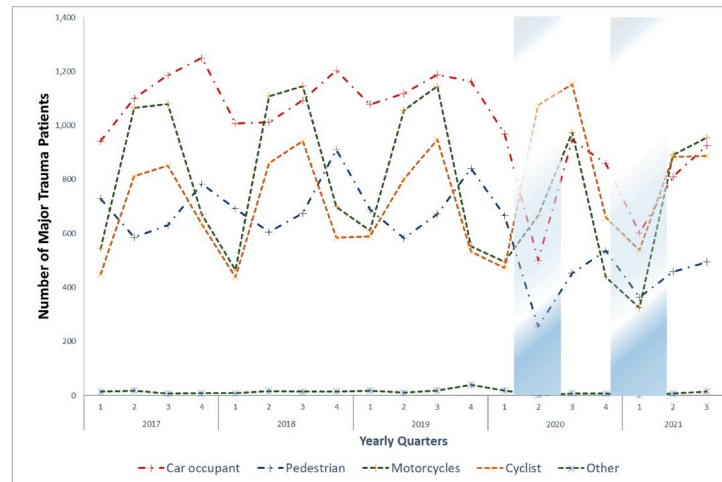 Number of Major Trauma Patients
1,400
1,200
1,000
800
600
400
200
0
1 2 3 4 1 2 3 4 1 2 3 4 1 2 3 4 1 2 3
2017 2018 2019 2020 2021
Yearly Quarters
Car occupant Pedestrian Motorcycles Cyclist Other